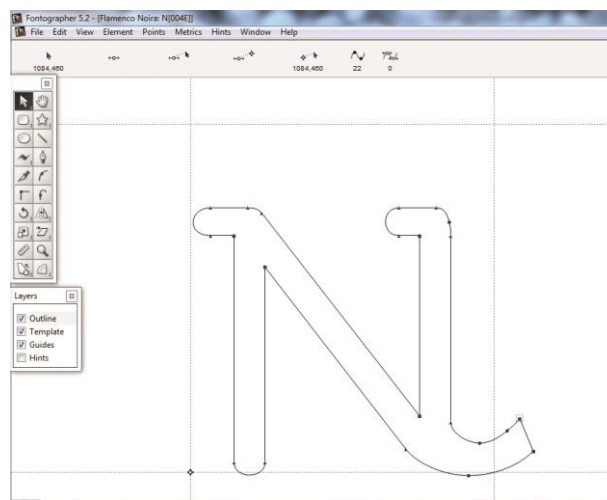 Fontographer 5.2 - [Flamenco Noira: N[004E]]
File Edit View Element Points Metrics Hints Window Help
1084,460 1084,460 22 0
Layers
Outline
Template
Guides
Hints